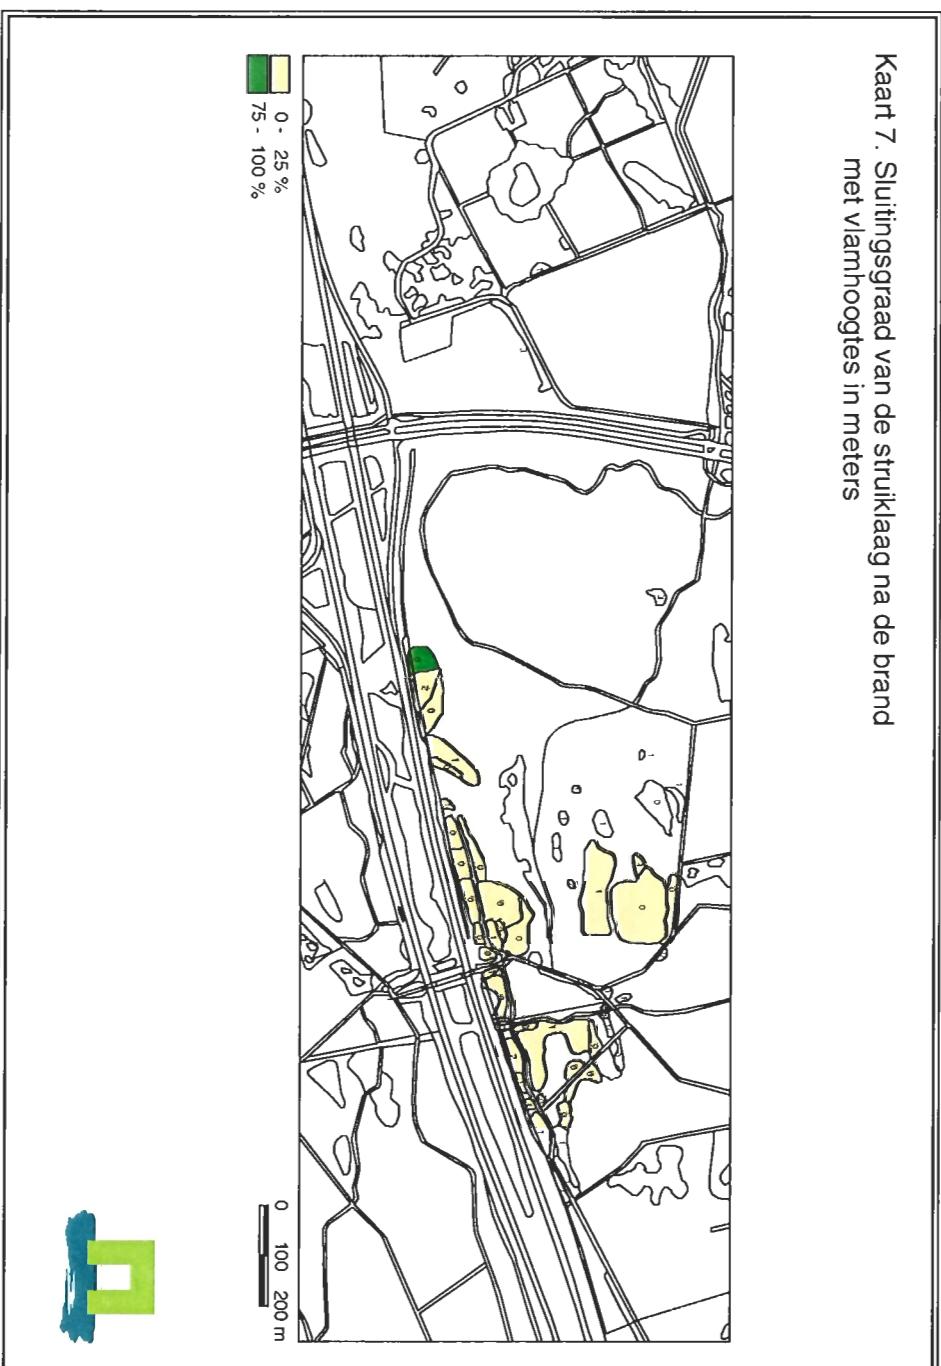 Kaart 7. Sluitingsgraad van de struiklaag na de brand
met vlamhoogtes in meters
0 - 25 %
75 - 100 %
0 100 200 m